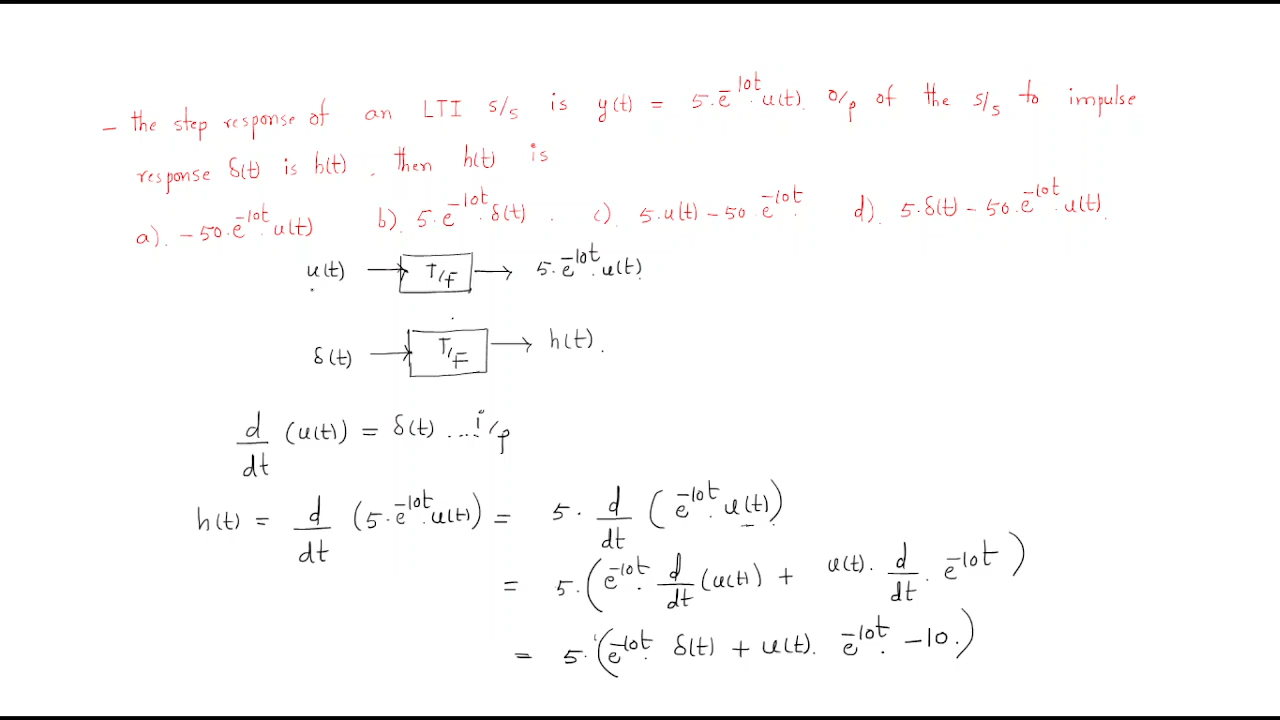 - the step response of an LTI s/s is y(t) = 5.e^-10t.u(t). o/p of the s/s to impulse
response δ(t) is h(t). then h(t) is
a). -50.e^-10t.u(t) b). 5.e^-10t.δ(t). c). 5.u(t) - 50.e^-10t. d). 5.δ(t) - 50.e^-10t.u(t).
u(t) → T/F → 5.e^-10t.u(t).
δ(t) → T/F → h(t).
d/dt (u(t)) = δ(t) ....i/p
h(t) = d/dt (5.e^-10t.u(t)) = 5. d/dt (e^-10t.u(t))
= 5.(e^-10t. d/dt (u(t)) + u(t). d/dt. e^-10t)
= 5.(e^-10t. δ(t) + u(t). e^-10t. -10.)